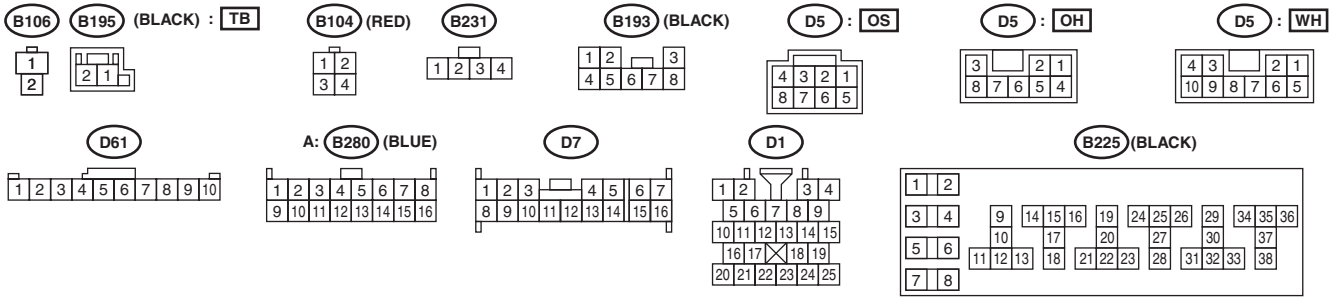 B106 B195 (BLACK) : TB B104 (RED) B231 B193 (BLACK) D5 : OS D5 : OH D5 : WH
1
2
2 1
1 2
3 4
1 2 3 4
1 2 3
4 5 6 7 8
4 3 2 1
8 7 6 5
3 2 1
8 7 6 5 4
4 3 2 1
10 9 8 7 6 5
D61 A: B280 (BLUE) D7 D1 B225 (BLACK)
1 2 3 4 5 6 7 8 9 10
1 2 3 4 5 6 7 8
9 10 11 12 13 14 15 16
1 2 3 4 5 6 7
8 9 10 11 12 13 14 15 16
1 2 3 4
5 6 7 8 9
10 11 12 13 14 15
16 17 18 19
20 21 22 23 24 25
1 2
3 4 9 14 15 16 19 24 25 26 29 34 35 36
10 17 20 27 30 37
5 6 11 12 13 18 21 22 23 28 31 32 33 38
7 8